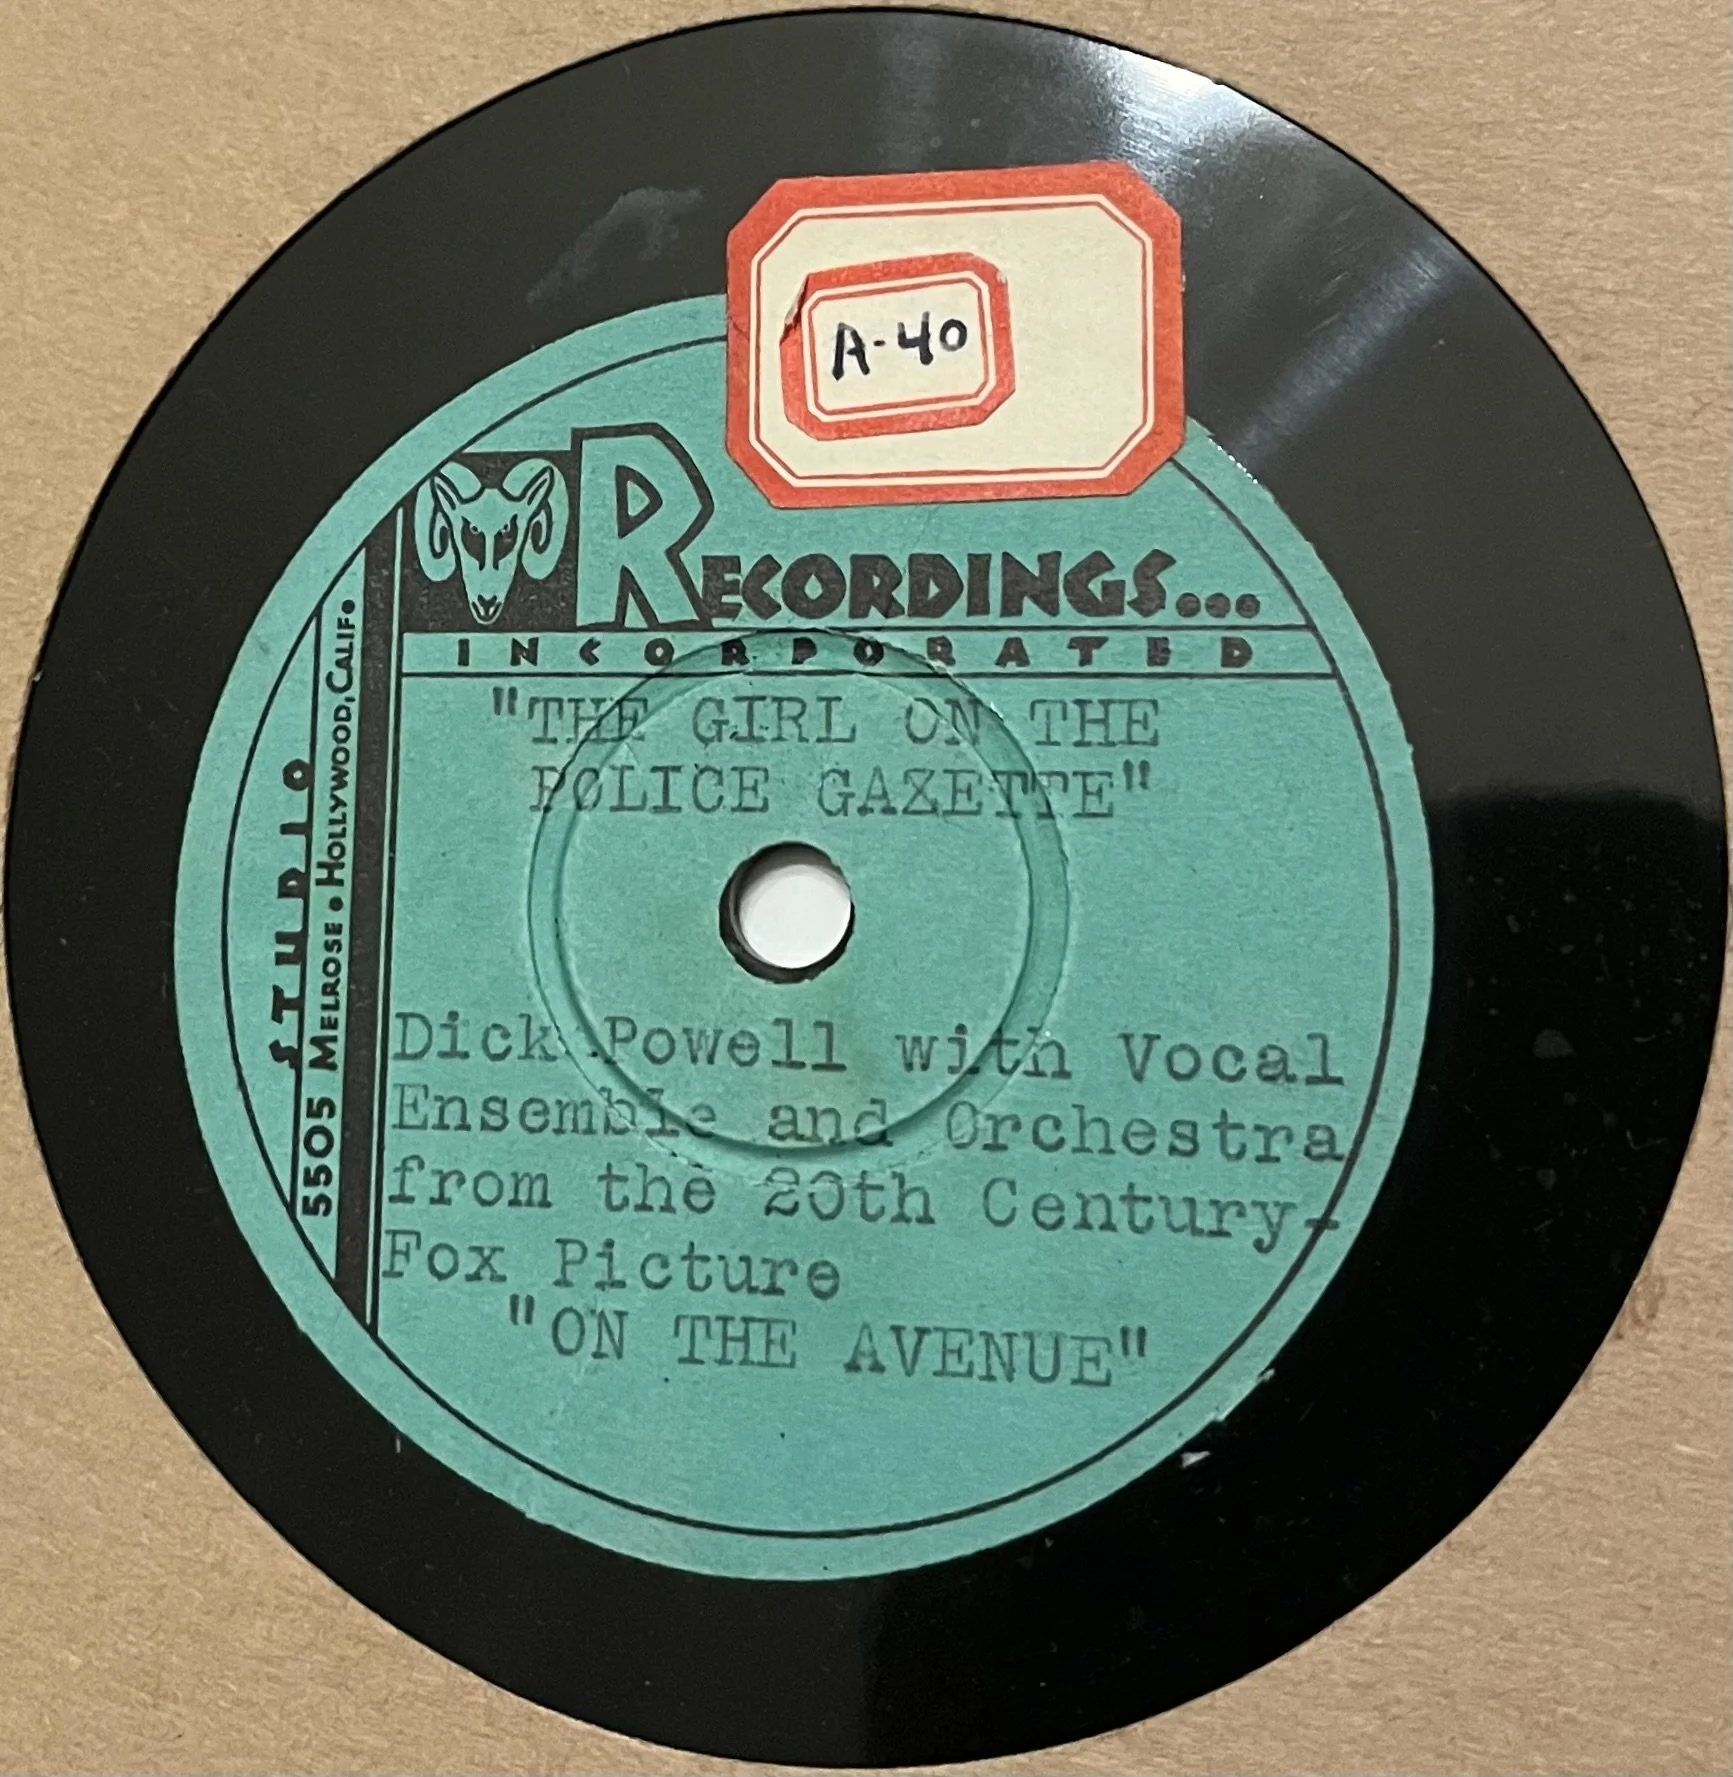 A-40
RECORDINGS...
INCORPORATED
STUDIO
5505 MELROSE • HOLLYWOOD, CALIF.
"THE GIRL ON THE
POLICE GAZETTE"
Dick Powell with Vocal
Ensemble and Orchestra
from the 20th Century-
Fox Picture
"ON THE AVENUE"